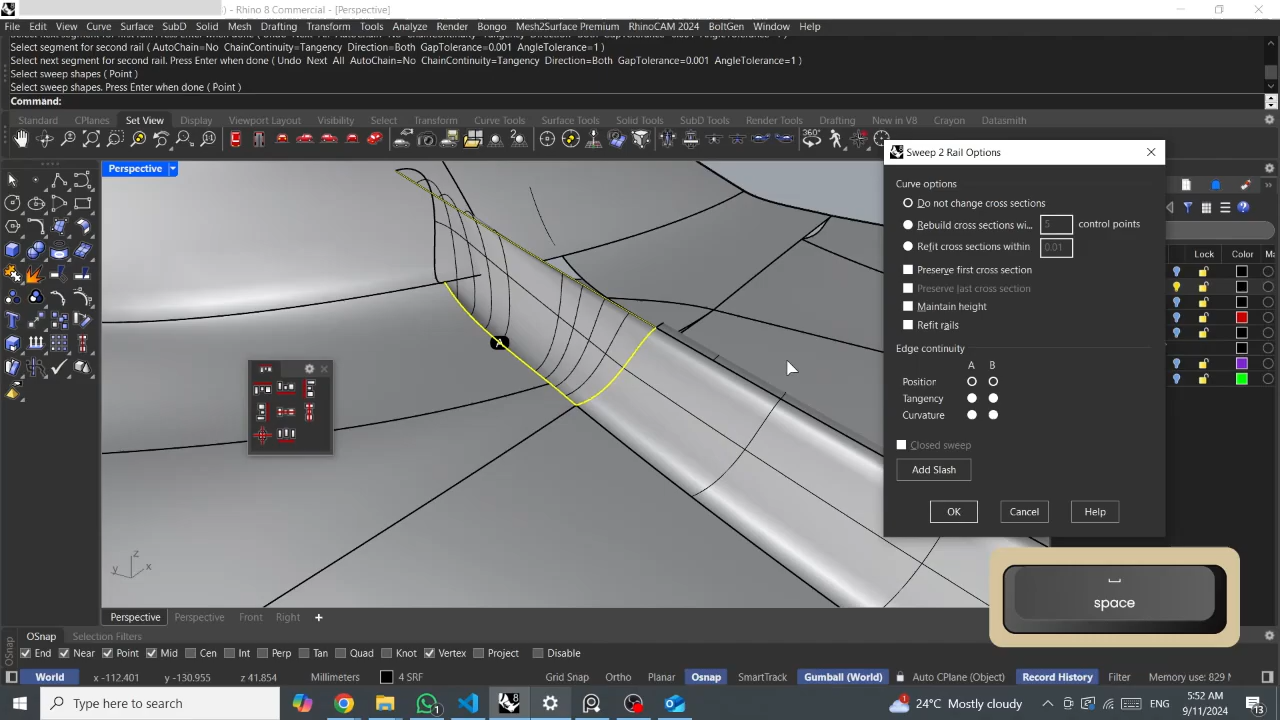 ) - Rhino 8 Commercial - [Perspective]
File Edit View Curve Surface SubD Solid Mesh Drafting Transform Tools Analyze Render Bongo Mesh2Surface Premium RhinoCAM 2024 BoltGen Window Help
Select segment for second rail ( AutoChain=No ChainContinuity=Tangency Direction=Both GapTolerance=0.001 AngleTolerance=1 )
Select next segment for second rail. Press Enter when done ( Undo Next All AutoChain=No ChainContinuity=Tangency Direction=Both GapTolerance=0.001 AngleTolerance=1 )
Select sweep shapes ( Point )
Select sweep shapes. Press Enter when done ( Point )
Command:
Standard CPlanes Set View Display Viewport Layout Visibility Select Transform Curve Tools Surface Tools Solid Tools SubD Tools Render Tools Drafting New in V8 Crayon Datasmith
Perspective
Sweep 2 Rail Options
Curve options
Do not change cross sections
Rebuild cross sections wi... 5 control points
Refit cross sections within 0.01
Preserve first cross section
Preserve last cross section
Maintain height
Refit rails
Edge continuity
A B
Position
Tangency
Curvature
Closed sweep
Add Slash
OK Cancel Help
Lock Color
A
z
y x
space
Perspective Perspective Front Right
OSnap Selection Filters
OSnap
End Near Point Mid Cen Int Perp Tan Quad Knot Vertex Project Disable
World x -112.401 y -130.955 z 41.854 Millimeters 4 SRF Grid Snap Ortho Planar Osnap SmartTrack Gumball (World) Auto CPlane (Object) Record History Filter Memory use: 829
Type here to search
1
1
24°C Mostly cloudy
ENG
5:52 AM
9/11/2024
13